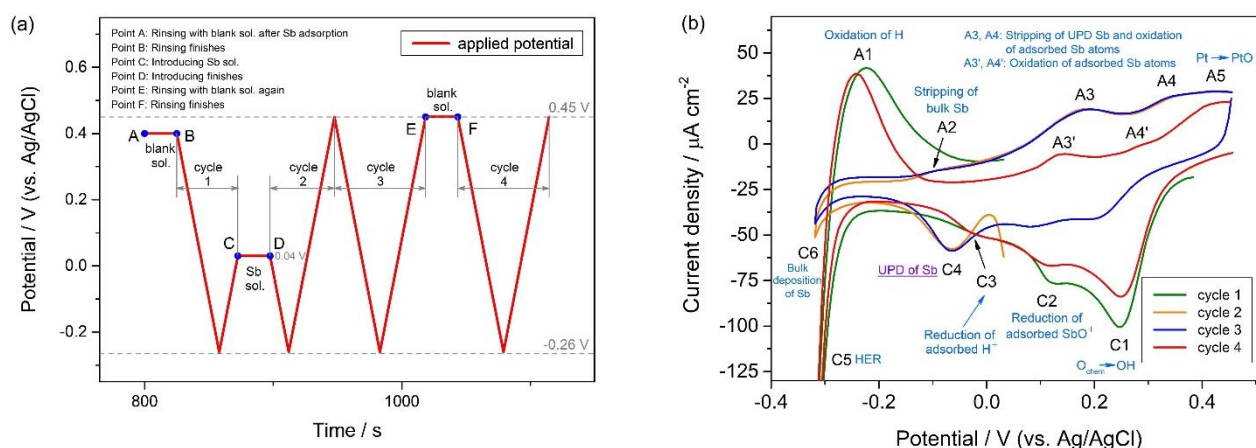 (a)
Point A: Rinsing with blank sol. after Sb adsorption
Point B: Rinsing finishes
Point C: Introducing Sb sol.
Point D: Introducing finishes
Point E: Rinsing with blank sol. again
Point F: Rinsing finishes
applied potential
0.6
0.4
0.2
0.0
-0.2
Potential / V (vs. Ag/AgCl)
0.45 V
A
B
blank
sol.
E
F
blank
sol.
cycle
1
cycle
2
cycle
3
cycle
4
C
D
0.04 V
Sb
sol.
-0.26 V
800
1000
Time / s
(b)
50
25
0
-25
-50
-75
-100
-125
Current density / µA cm⁻²
Oxidation of H
A1
A3, A4: Stripping of UPD Sb and oxidation
of adsorbed Sb atoms
A3', A4': Oxidation of adsorbed Sb atoms
Pt → PtO
Stripping of
bulk Sb
A2
A3
A4
A5
A3'
A4'
C6
Bulk
deposition
of Sb
UPD of Sb
C4
C3
C2
Reduction of
adsorbed SbO⁺
Reduction of
adsorbed H⁺
C1
O chem → OH
C5 HER
cycle 1
cycle 2
cycle 3
cycle 4
-0.4
-0.2
0.0
0.2
0.4
Potential / V (vs. Ag/AgCl)